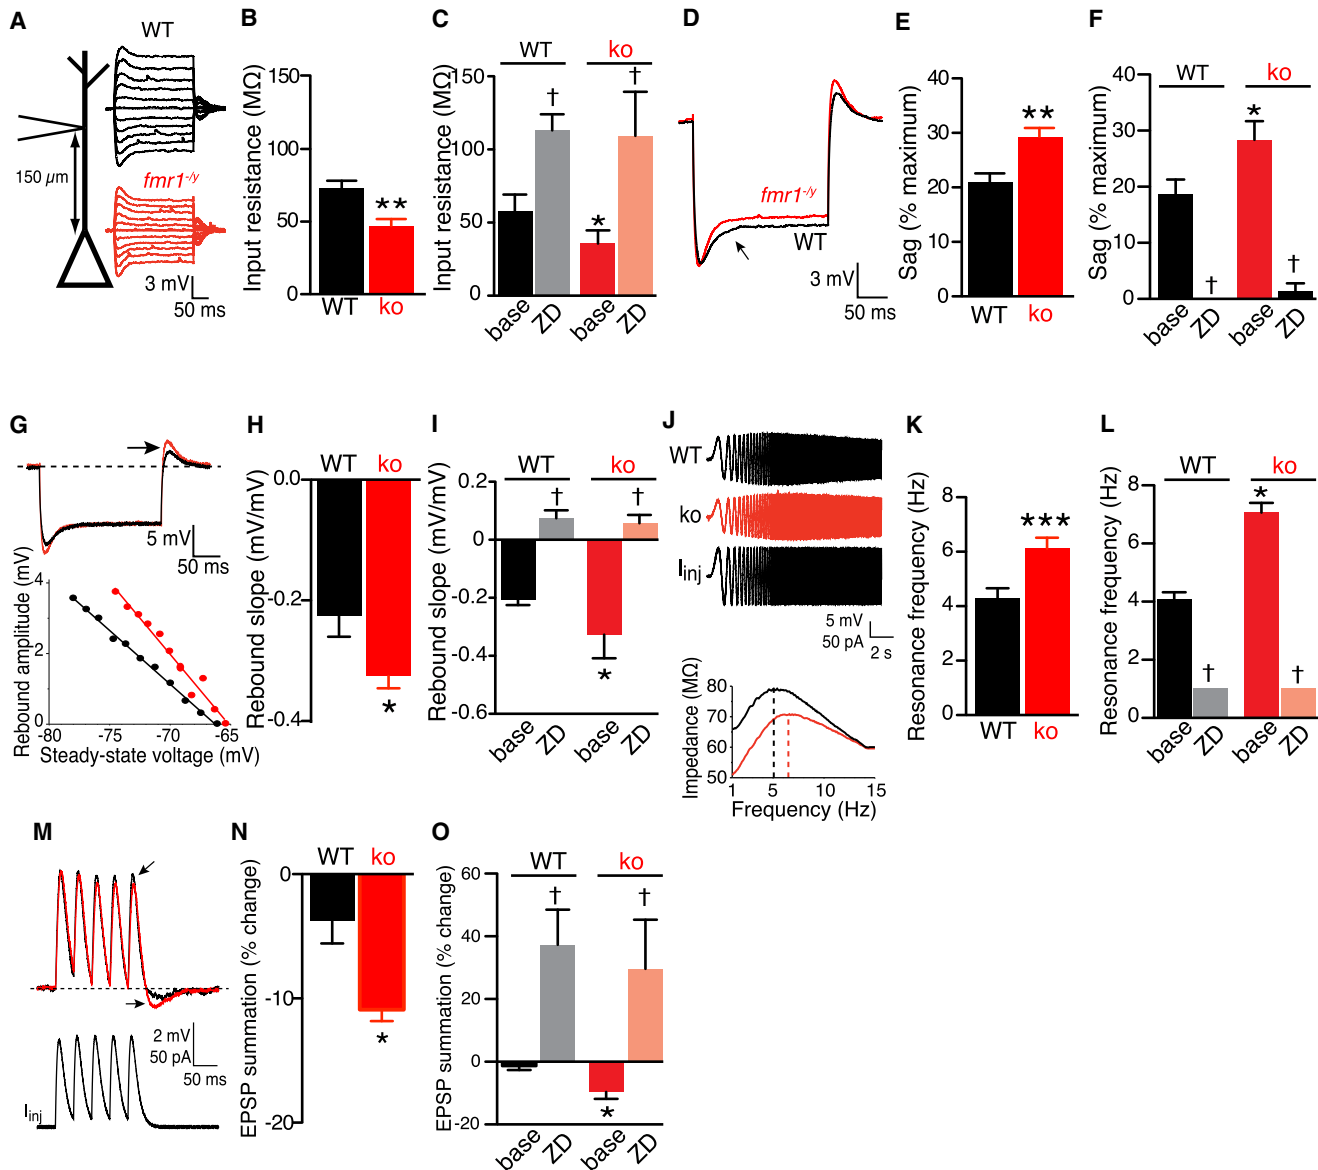 A
WT
150 µm
fmr1-/y
3 mV
50 ms
B
Input resistance (MΩ)
150
100
50
0
**
WT
ko
C
Input resistance (MΩ)
150
100
50
0
WT
ko
†
*
†
base
ZD
base
ZD
D
fmr1-/y
WT
3 mV
50 ms
E
Sag (% maximum)
40
30
20
10
0
**
WT
ko
F
Sag (% maximum)
40
30
20
10
0
WT
ko
†
*
†
base
ZD
base
ZD
G
5 mV
50 ms
Rebound amplitude (mV)
4
2
0
-80
-75
-70
-65
Steady-state voltage (mV)
H
WT
ko
Rebound slope (mV/mV)
0.0
-0.2
-0.4
*
I
WT
ko
Rebound slope (mV/mV)
0.2
0
-0.2
-0.4
-0.6
†
*
†
base
ZD
base
ZD
J
WT
ko
Iinj
5 mV
50 pA
2 s
Impedance (MΩ)
80
70
60
50
1
5
10
15
Frequency (Hz)
K
Resonance frequency (Hz)
8
6
4
2
0
***
WT
ko
L
Resonance frequency (Hz)
8
6
4
2
0
WT
ko
†
*
†
base
ZD
base
ZD
M
2 mV
50 pA
50 ms
Iinj
N
WT
ko
EPSP summation (% change)
0
-10
-20
*
O
WT
ko
EPSP summation (% change)
60
40
20
0
-20
†
*
†
base
ZD
base
ZD